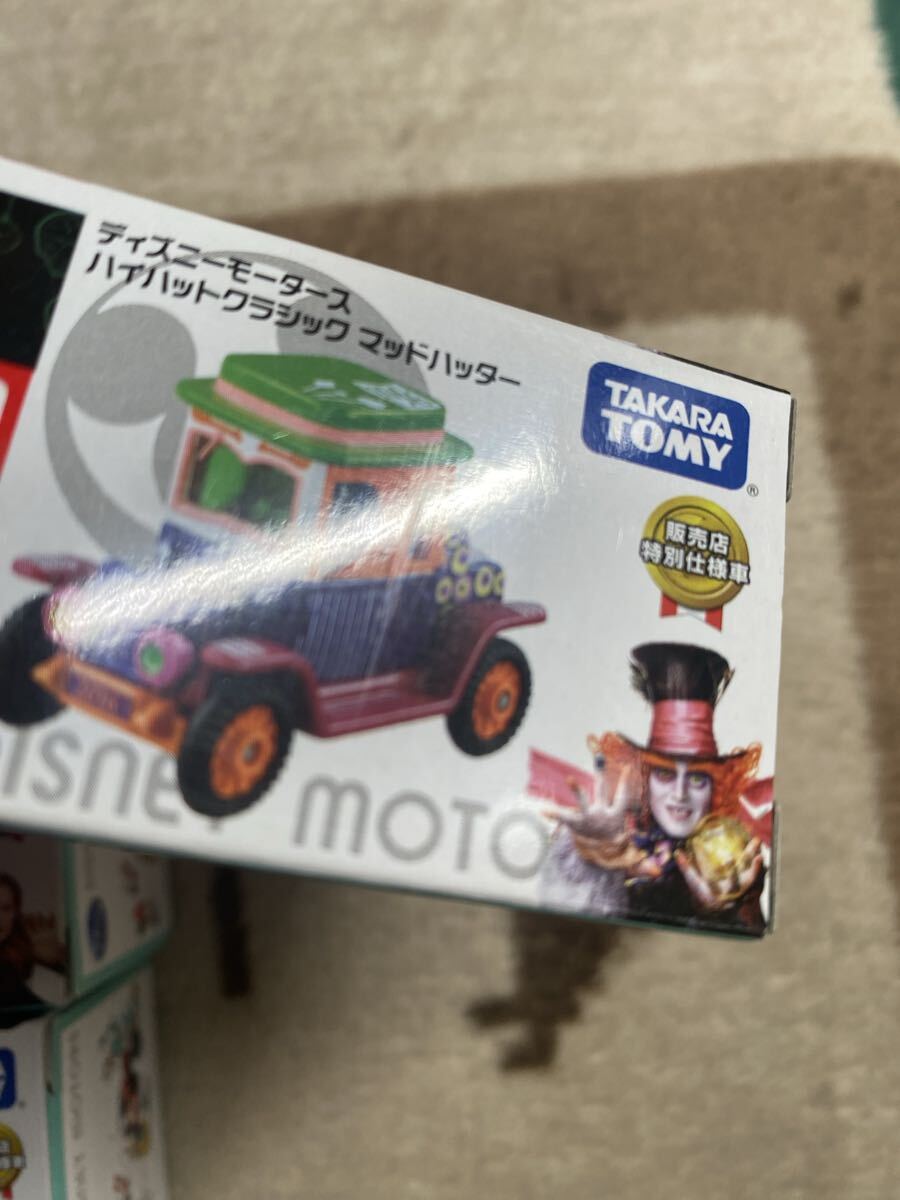 ディズニーモータース
ハイハットクラシック マッドハッター
TAKARA
TOMY
®
販売店
特別仕様車
DISNEY MOTO